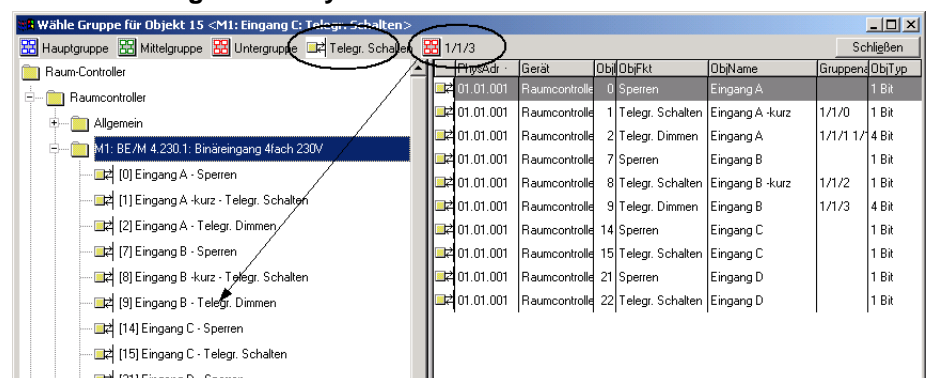 Wähle Gruppe für Objekt 15 <M1: Eingang C: Telegr. Schalten>
Hauptgruppe Mittelgruppe Untergruppe Telegr. Schalten 1/1/3 Schließen
Raum-Controller
Raumcontroller
Allgemein
M1: BE/M 4.230.1: Binäreingang 4fach 230V
[0] Eingang A - Sperren
[1] Eingang A -kurz - Telegr. Schalten
[2] Eingang A - Telegr. Dimmen
[7] Eingang B - Sperren
[8] Eingang B -kurz - Telegr. Schalten
[9] Eingang B - Telegr. Dimmen
[14] Eingang C - Sperren
[15] Eingang C - Telegr. Schalten
PhysAdr Gerät Obj ObjFkt ObjName Gruppena ObjTyp
01.01.001 Raumcontrolle 0 Sperren Eingang A 1 Bit
01.01.001 Raumcontrolle 1 Telegr. Schalten Eingang A -kurz 1/1/0 1 Bit
01.01.001 Raumcontrolle 2 Telegr. Dimmen Eingang A 1/1/1 1/1 4 Bit
01.01.001 Raumcontrolle 7 Sperren Eingang B 1 Bit
01.01.001 Raumcontrolle 8 Telegr. Schalten Eingang B -kurz 1/1/2 1 Bit
01.01.001 Raumcontrolle 9 Telegr. Dimmen Eingang B 1/1/3 4 Bit
01.01.001 Raumcontrolle 14 Sperren Eingang C 1 Bit
01.01.001 Raumcontrolle 15 Telegr. Schalten Eingang C 1 Bit
01.01.001 Raumcontrolle 21 Sperren Eingang D 1 Bit
01.01.001 Raumcontrolle 22 Telegr. Schalten Eingang D 1 Bit